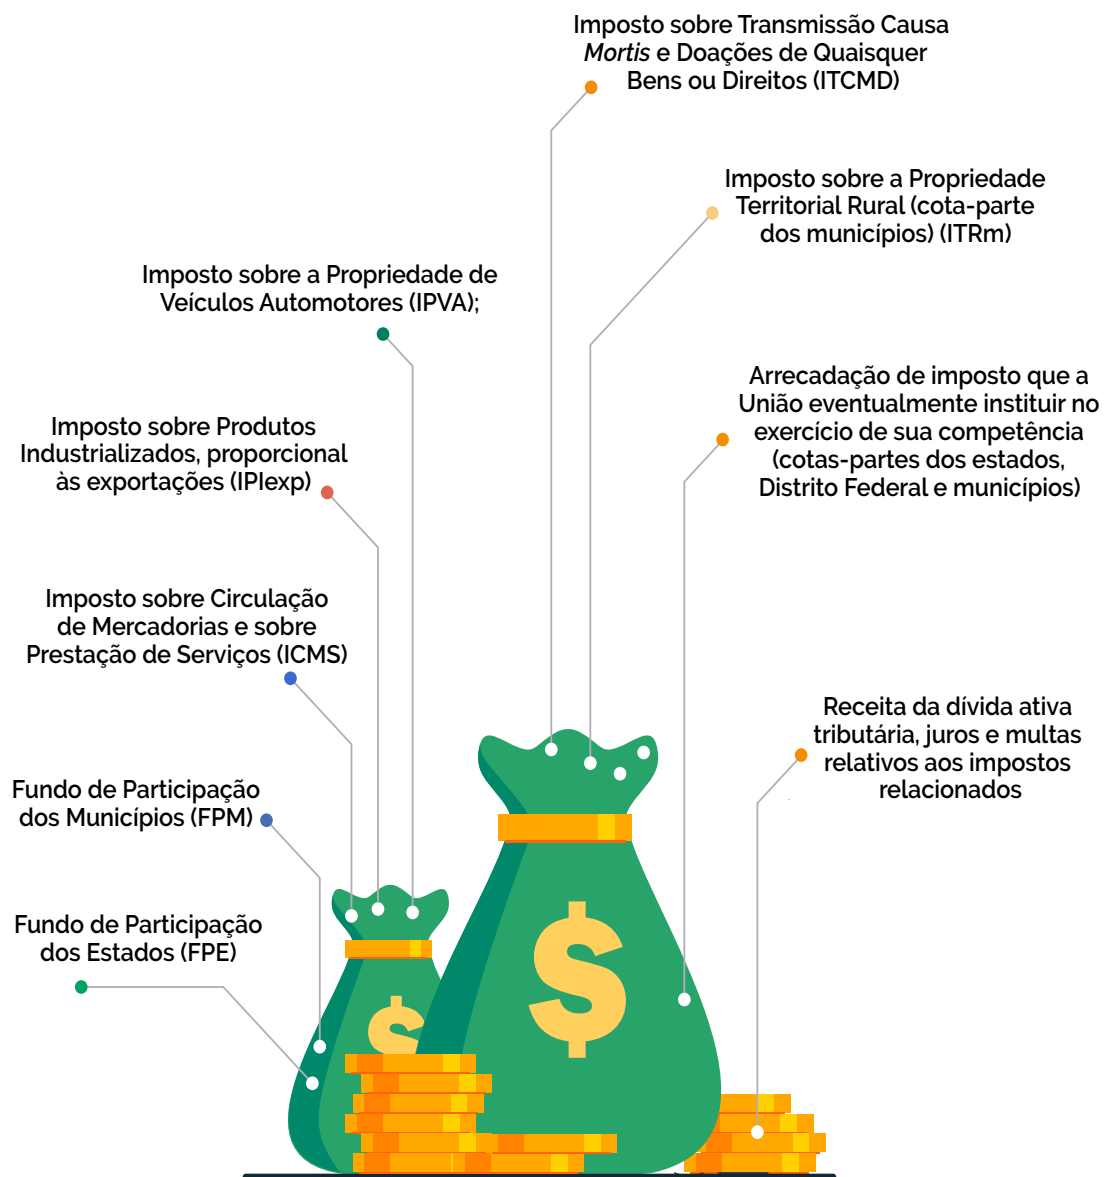 Imposto sobre Transmissão Causa
Mortis e Doações de Quaisquer
Bens ou Direitos (ITCMD)
Imposto sobre a Propriedade
Territorial Rural (cota-parte
dos municípios) (ITRm)
Imposto sobre a Propriedade de
Veículos Automotores (IPVA);
Arrecadação de imposto que a
União eventualmente instituir no
exercício de sua competência
(cotas-partes dos estados,
Distrito Federal e municípios)
Imposto sobre Produtos
Industrializados, proporcional
às exportações (IPIexp)
Imposto sobre Circulação
de Mercadorias e sobre
Prestação de Serviços (ICMS)
Receita da dívida ativa
tributária, juros e multas
relativos aos impostos
relacionados
Fundo de Participação
dos Municípios (FPM)
Fundo de Participação
dos Estados (FPE)
$
$